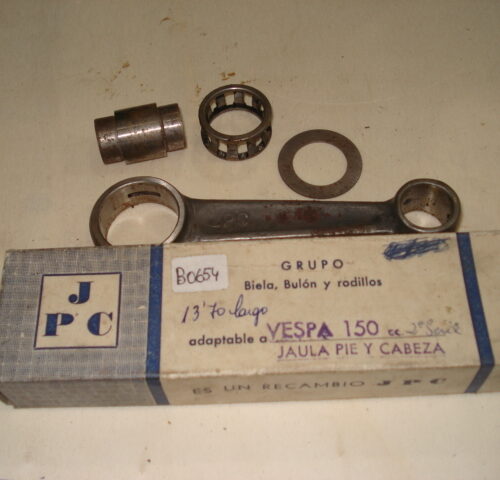 JPC
J
P C
B0654
GRUPO
Biela, Bulón y rodillos
13'70 largo
adaptable a VESPA 150 cc 2ª Serie
JAULA PIE Y CABEZA
ES UN RECAMBIO JPC